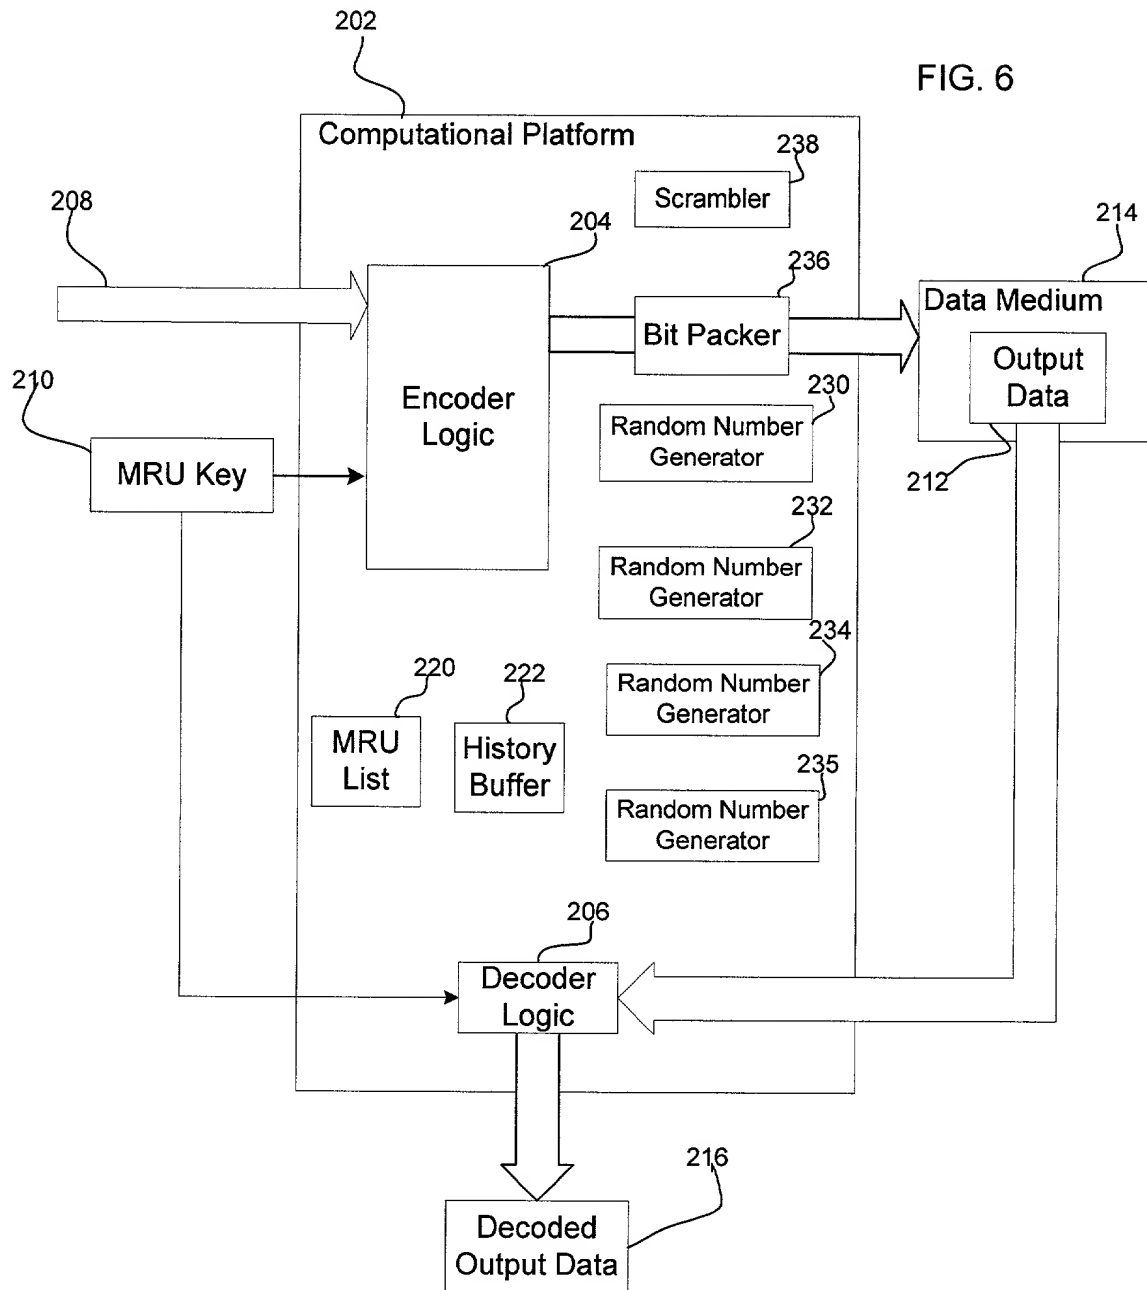 202
FIG. 6
Computational Platform
238
Scrambler
208
204
214
236
Data Medium
Bit Packer
Output
Data
210
230
Encoder
Logic
Random Number
Generator
MRU Key
212
232
Random Number
Generator
234
220
222
Random Number
Generator
MRU
List
History
Buffer
235
Random Number
Generator
206
Decoder
Logic
216
Decoded
Output Data